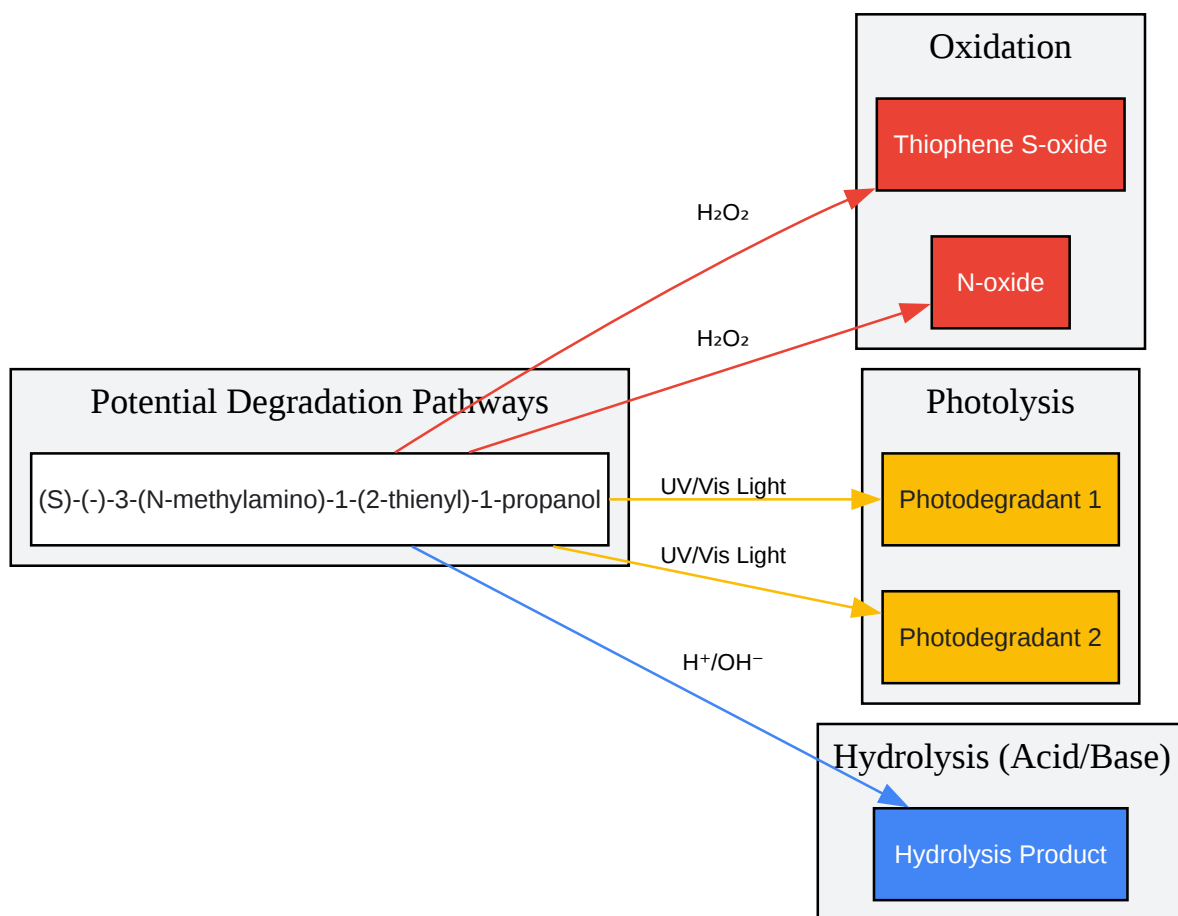 Oxidation
Thiophene S-oxide
H₂O₂
N-oxide
H₂O₂
Potential Degradation Pathways
(S)-(-)-3-(N-methylamino)-1-(2-thienyl)-1-propanol
Photolysis
UV/Vis Light
Photodegradant 1
UV/Vis Light
Photodegradant 2
H⁺/OH⁻
Hydrolysis (Acid/Base)
Hydrolysis Product